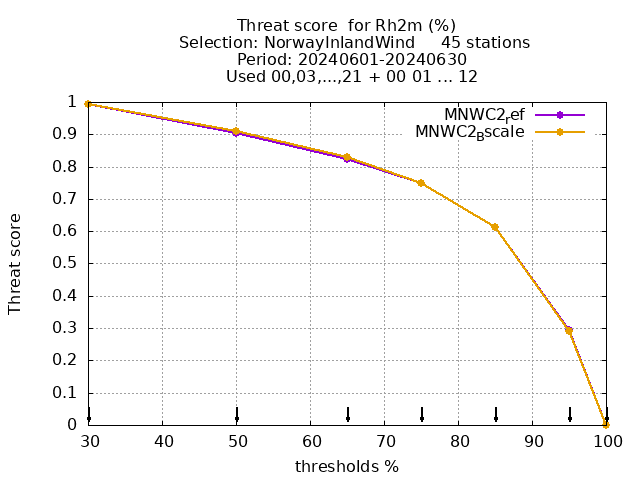 Threat score  for Rh2m (%)
Selection: NorwayInlandWind     45 stations
Period: 20240601-20240630
Used 00,03,...,21 + 00 01 ... 12
MNWC2ref
MNWC2Bscale
Threat score
1
0.9
0.8
0.7
0.6
0.5
0.4
0.3
0.2
0.1
0
30 40 50 60 70 80 90 100
thresholds %